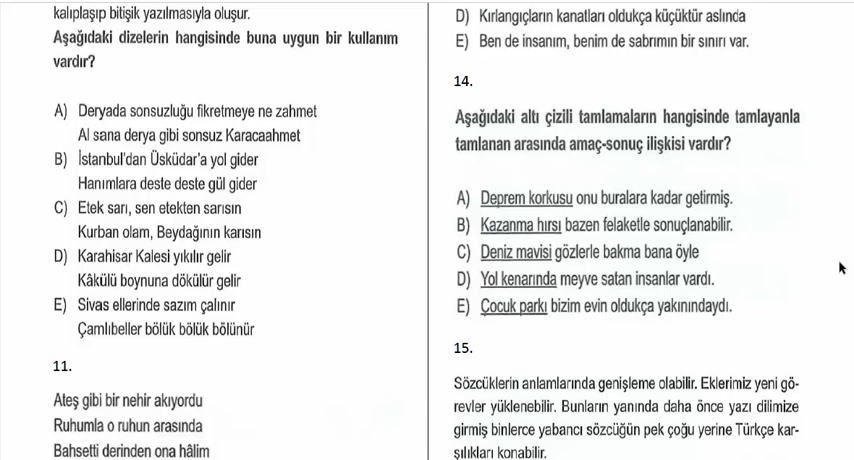 kalıplaşıp bitişik yazılmasıyla oluşur.
Aşağıdaki dizelerin hangisinde buna uygun bir kullanım
vardır?
A) Deryada sonsuzluğu fikretmeye ne zahmet
Al sana derya gibi sonsuz Karacaahmet
B) İstanbul'dan Üsküdar'a yol gider
Hanımlara deste deste gül gider
C) Etek sarı, sen etekten sarısın
Kurban olam, Beydağının karısın
D) Karahisar Kalesi yıkılır gelir
Kâkülü boynuna dökülür gelir
E) Sivas ellerinde sazım çalınır
Çamlıbeller bölük bölük bölünür
11.
Ateş gibi bir nehir akıyordu
Ruhumla o ruhun arasında
Bahsetti derinden ona hâlim
D) Kırlangıçların kanatları oldukça küçüktür aslında
E) Ben de insanım, benim de sabrımın bir sınırı var.
14.
Aşağıdaki altı çizili tamlamaların hangisinde tamlayanla
tamlanan arasında amaç-sonuç ilişkisi vardır?
A) Deprem korkusu onu buralara kadar getirmiş.
B) Kazanma hırsı bazen felaketle sonuçlanabilir.
C) Deniz mavisi gözlerle bakma bana öyle
D) Yol kenarında meyve satan insanlar vardı.
E) Çocuk parkı bizim evin oldukça yakınındaydı.
15.
Sözcüklerin anlamlarında genişleme olabilir. Eklerimiz yeni gö-
revler yüklenebilir. Bunların yanında daha önce yazı dilimize
girmiş binlerce yabancı sözcüğün pek çoğu yerine Türkçe kar-
şılıkları konabilir.